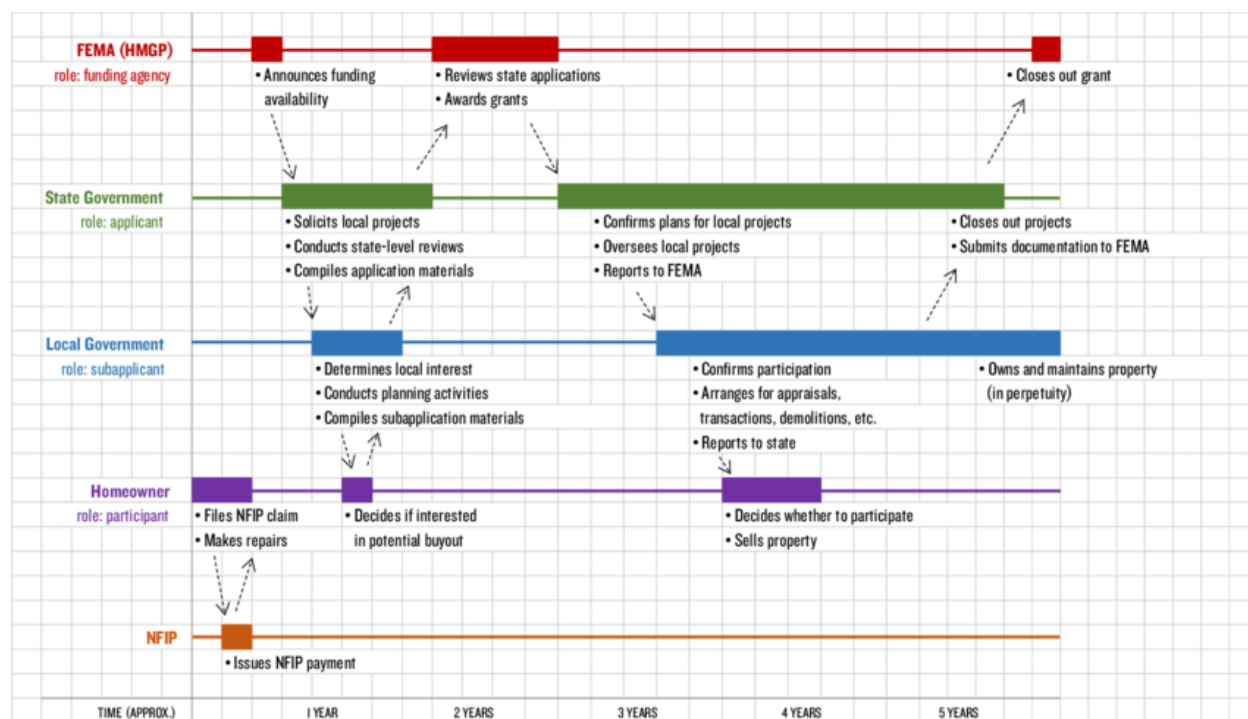 FEMA (HMGP)
role: funding agency
• Announces funding
availability
• Reviews state applications
• Awards grants
• Closes out grant
State Government
role: applicant
• Solicits local projects
• Conducts state-level reviews
• Compiles application materials
• Confirms plans for local projects
• Oversees local projects
• Reports to FEMA
• Closes out projects
• Submits documentation to FEMA
Local Government
role: subapplicant
• Determines local interest
• Conducts planning activities
• Compiles subapplication materials
• Confirms participation
• Arranges for appraisals,
transactions, demolitions, etc.
• Reports to state
• Owns and maintains property
(in perpetuity)
Homeowner
role: participant
• Files NFIP claim
• Makes repairs
• Decides if interested
in potential buyout
• Decides whether to participate
• Sells property
NFIP
• Issues NFIP payment
TIME (APPROX.) 1 YEAR 2 YEARS 3 YEARS 4 YEARS 5 YEARS